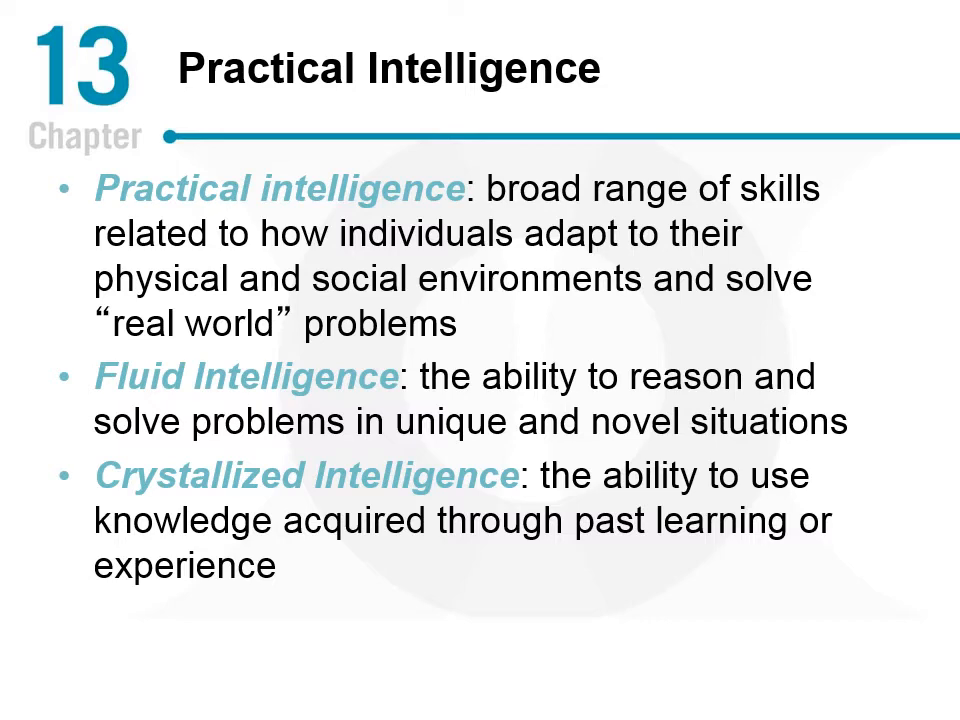 13
Chapter
Practical Intelligence
• Practical intelligence: broad range of skills
related to how individuals adapt to their
physical and social environments and solve
“real world” problems
• Fluid Intelligence: the ability to reason and
solve problems in unique and novel situations
• Crystallized Intelligence: the ability to use
knowledge acquired through past learning or
experience